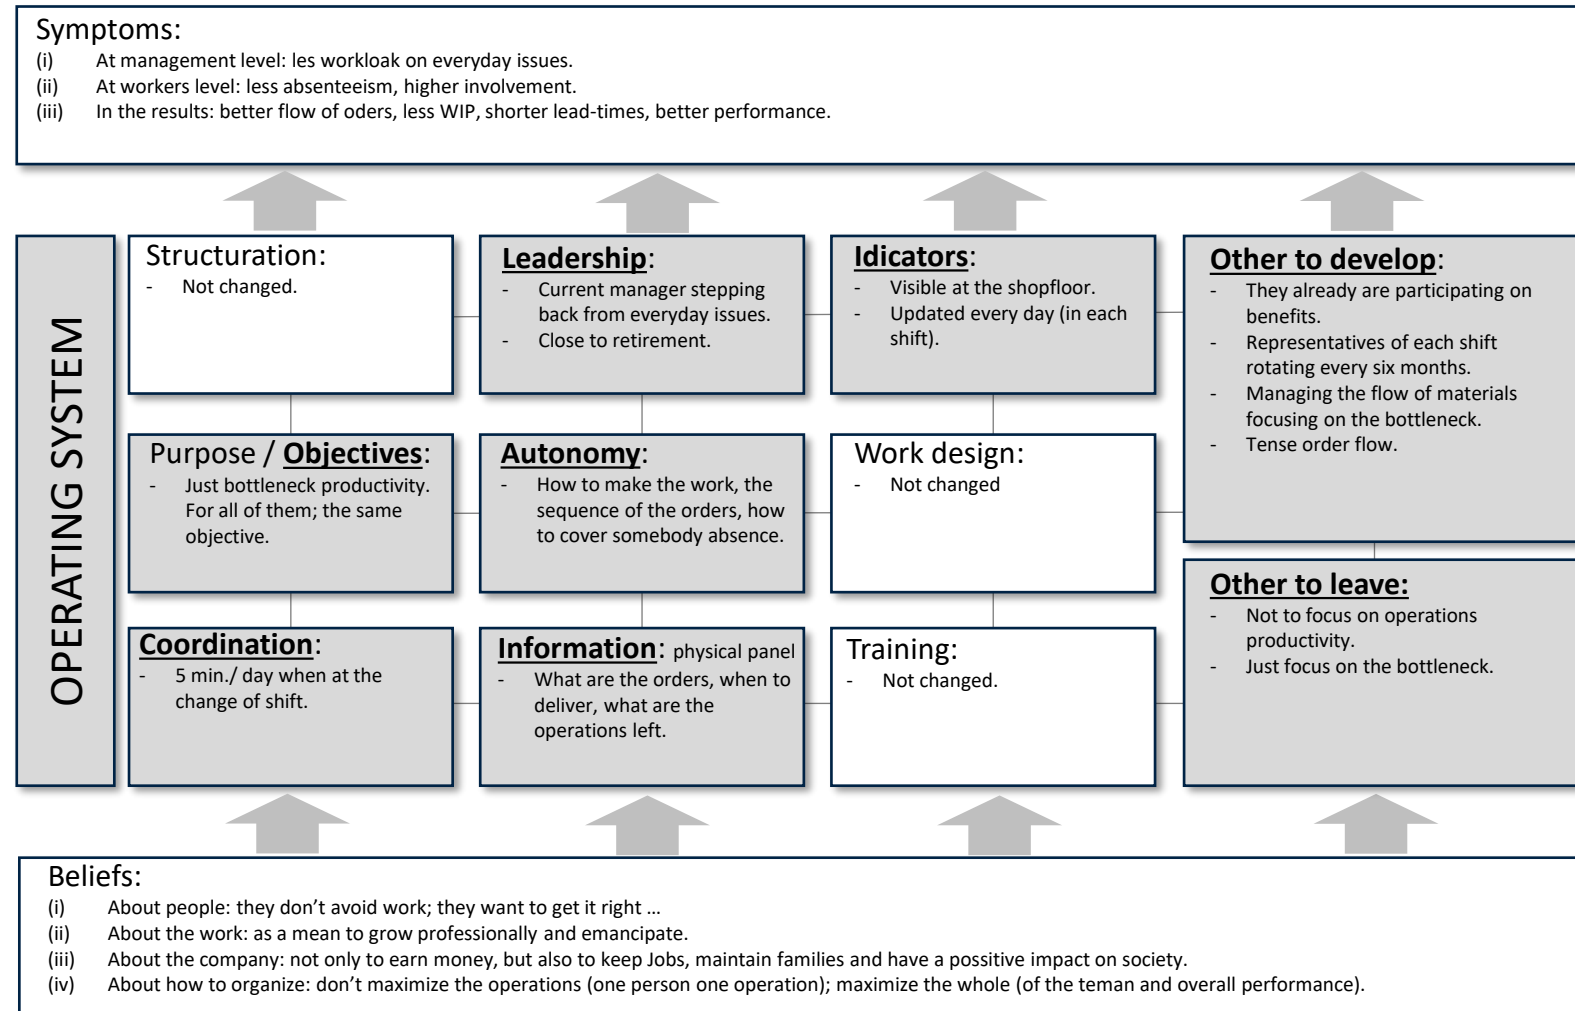 Symptoms:
(i) At management level: les workloak on everyday issues.
(ii) At workers level: less absenteeism, higher involvement.
(iii) In the results: better flow of oders, less WIP, shorter lead-times, better performance.
OPERATING SYSTEM
Structuration:
- Not changed.
Leadership:
- Current manager stepping
back from everyday issues.
- Close to retirement.
Idicators:
- Visible at the shopfloor.
- Updated every day (in each
shift).
Other to develop:
- They already are participating on
benefits.
- Representatives of each shift
rotating every six months.
- Managing the flow of materials
focusing on the bottleneck.
- Tense order flow.
Purpose / Objectives:
- Just bottleneck productivity.
For all of them; the same
objective.
Autonomy:
- How to make the work, the
sequence of the orders, how
to cover somebody absence.
Work design:
- Not changed
Other to leave:
- Not to focus on operations
productivity.
- Just focus on the bottleneck.
Coordination:
- 5 min./ day when at the
change of shift.
Information: physical panel
- What are the orders, when to
deliver, what are the
operations left.
Training:
- Not changed.
Beliefs:
(i) About people: they don't avoid work; they want to get it right …
(ii) About the work: as a mean to grow professionally and emancipate.
(iii) About the company: not only to earn money, but also to keep Jobs, maintain families and have a possitive impact on society.
(iv) About how to organize: don't maximize the operations (one person one operation); maximize the whole (of the teman and overall performance).